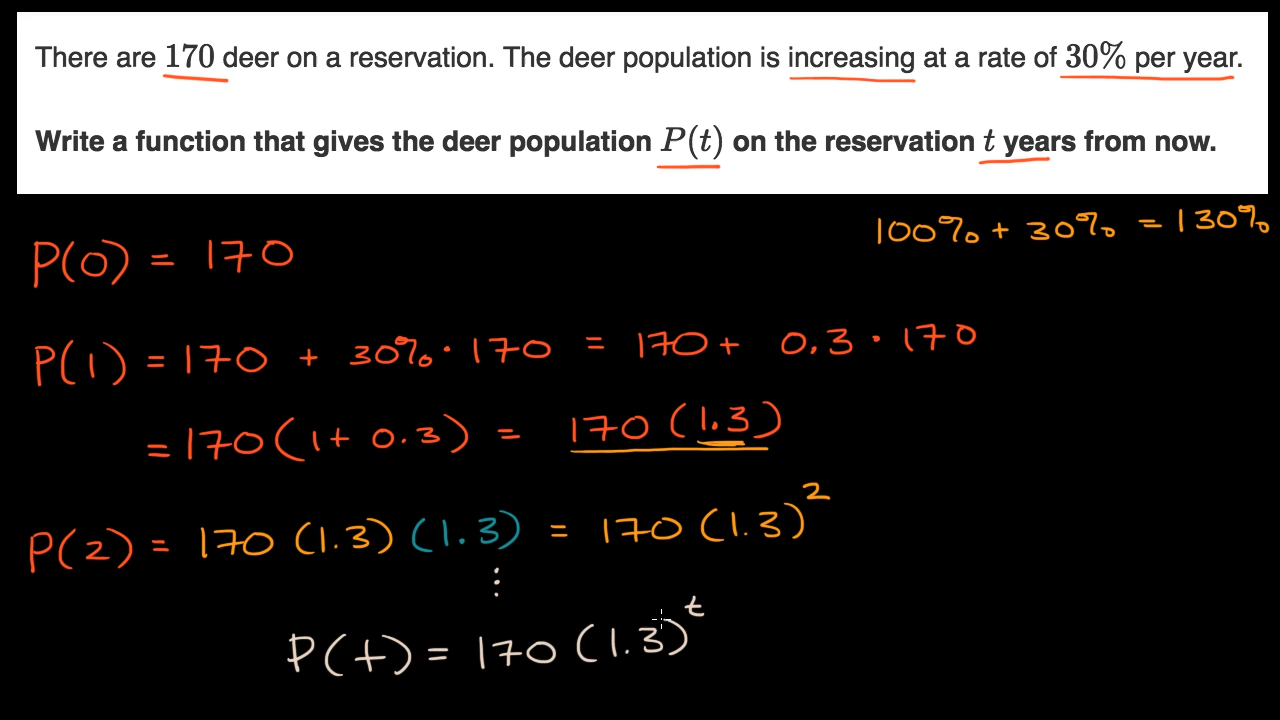 There are 170 deer on a reservation. The deer population is increasing at a rate of 30% per year.
Write a function that gives the deer population P(t) on the reservation t years from now.
100% + 30% = 130%
P(0) = 170
P(1) = 170 + 30% · 170 = 170 + 0.3 · 170
= 170 (1 + 0.3) = 170 (1.3)
P(2) = 170 (1.3) (1.3) = 170 (1.3)²
⋮
P(t) = 170 (1.3)ᵗ